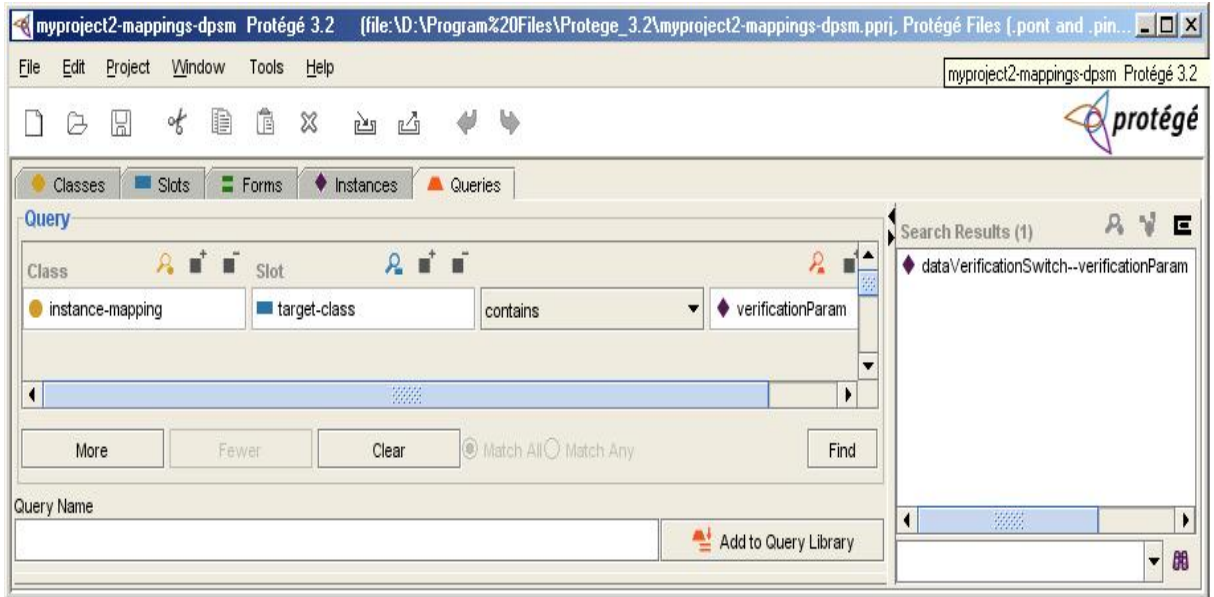 myproject2-mappings-dpsm Protégé 3.2 (file:\D:\Program%20Files\Protege_3.2\myproject2-mappings-dpsm.pprj, Protégé Files (.pont and .pin...
File Edit Project Window Tools Help
myproject2-mappings-dpsm Protégé 3.2
protégé
Classes Slots Forms Instances Queries
Query
Search Results (1)
Class Slot
dataVerificationSwitch--verificationParam
instance-mapping target-class contains verificationParam
More Fewer Clear Match All Match Any Find
Query Name
Add to Query Library